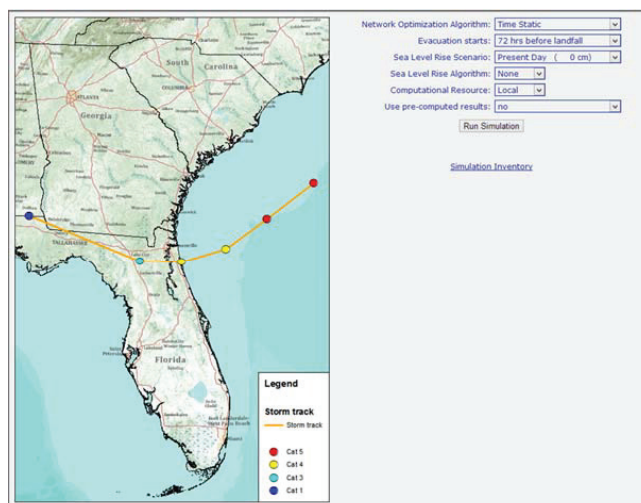 South
Carolina
ATLANTA
Georgia
TALLAHASSEE
Florida
Miami
Legend
Storm track
Storm track
Cat 5
Cat 4
Cat 3
Cat 1
Network Optimization Algorithm: Time Static
Evacuation starts: 72 hrs before landfall
Sea Level Rise Scenario: Present Day ( 0 cm)
Sea Level Rise Algorithm: None
Computational Resource: Local
Use pre-computed results: no
Run Simulation
Simulation Inventory